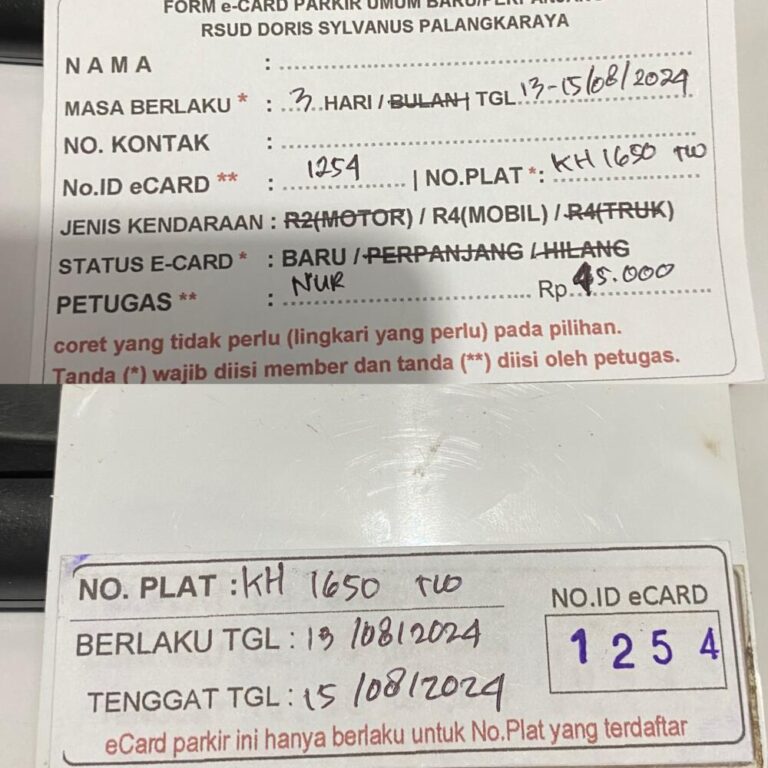 FORM e-CARD PARKIR UMUM BARU/PERPANJANG
RSUD DORIS SYLVANUS PALANGKARAYA
NAMA :
MASA BERLAKU * : 3 HARI / BULAN | TGL 13-15/08/2024
NO. KONTAK :
No.ID eCARD ** : 1254 | NO.PLAT *: KH 1650 TW
JENIS KENDARAAN : R2(MOTOR) / R4(MOBIL) / R4(TRUK)
STATUS E-CARD * : BARU / PERPANJANG / HILANG
PETUGAS ** : NUR Rp. 45.000
coret yang tidak perlu (lingkari yang perlu) pada pilihan.
Tanda (*) wajib diisi member dan tanda (**) diisi oleh petugas.
NO. PLAT : KH 1650 TW
BERLAKU TGL : 13 /08/2024
TENGGAT TGL : 15 /08/2024
NO.ID eCARD
1254
eCard parkir ini hanya berlaku untuk No.Plat yang terdaftar